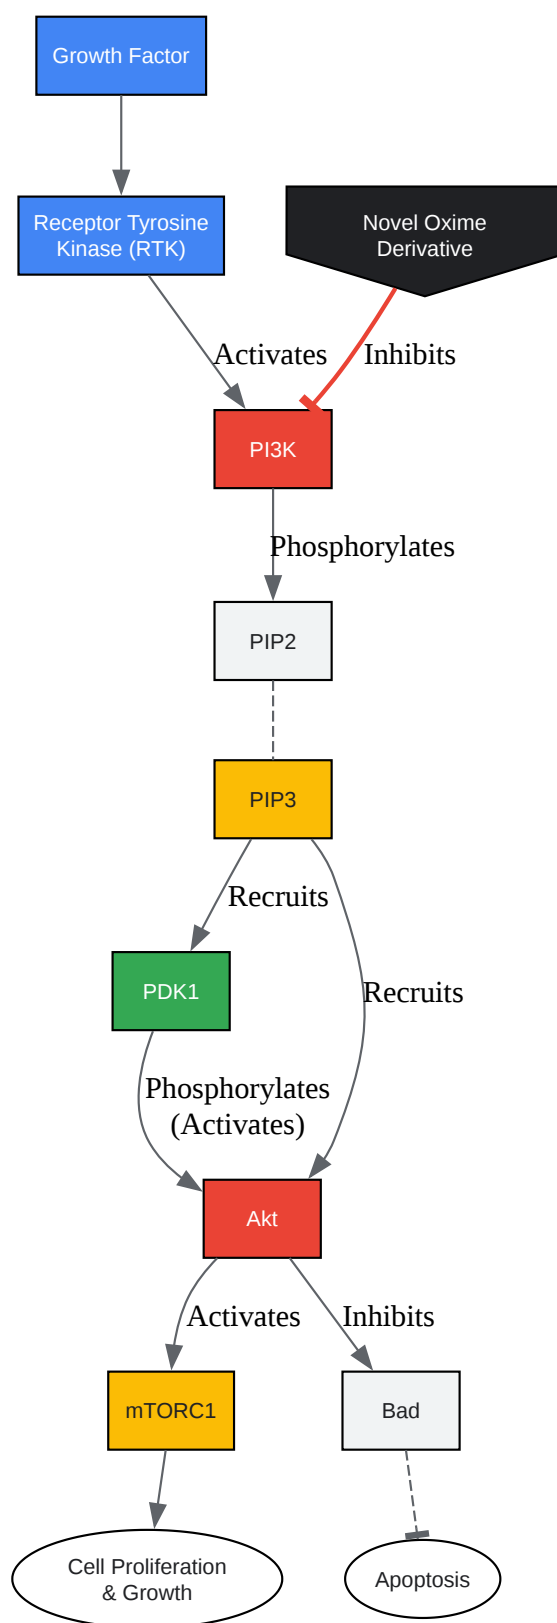 Growth Factor
Receptor Tyrosine
Kinase (RTK)
Novel Oxime
Derivative
Activates
Inhibits
PI3K
Phosphorylates
PIP2
PIP3
Recruits
PDK1
Recruits
Phosphorylates
(Activates)
Akt
Activates
Inhibits
mTORC1
Bad
Cell Proliferation
& Growth
Apoptosis